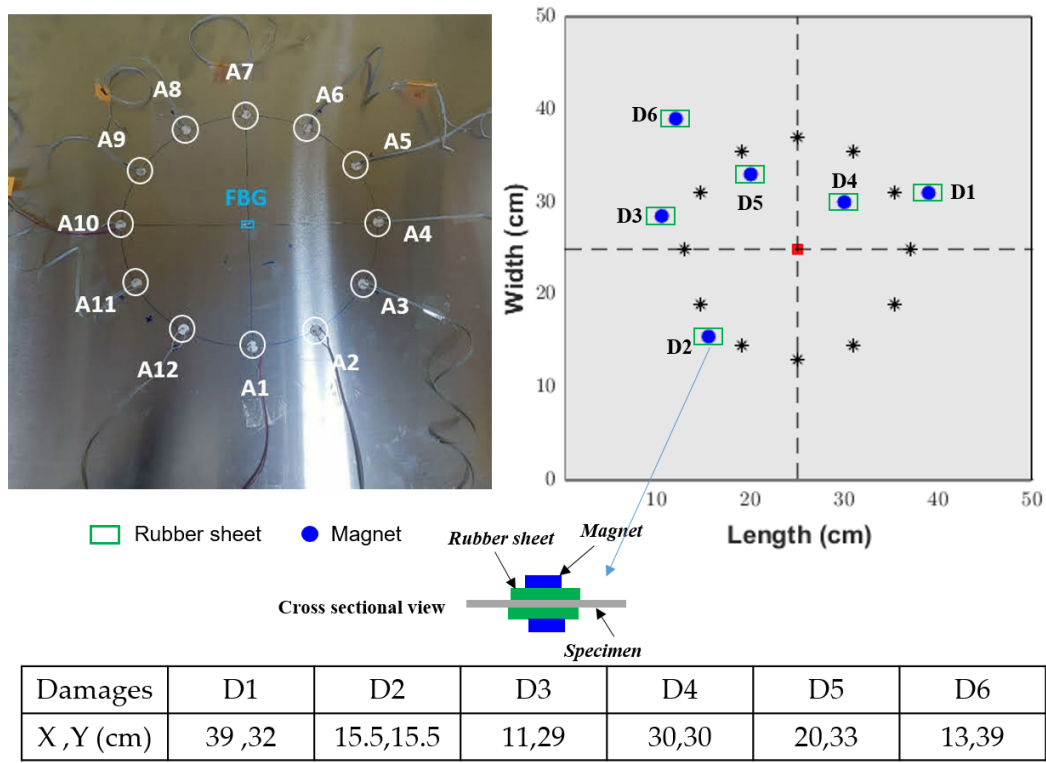 A7
A8
A6
A9
A5
FBG
A10
A4
A11
A3
A12
A2
A1
50
40
30
20
10
0
Width (cm)
D6
D5
D4
D1
D3
D2
10
20
30
40
50
Length (cm)
Rubber sheet
Magnet
Rubber sheet
Magnet
Cross sectional view
Specimen
Damages D1 D2 D3 D4 D5 D6
X ,Y (cm) 39 ,32 15.5,15.5 11,29 30,30 20,33 13,39